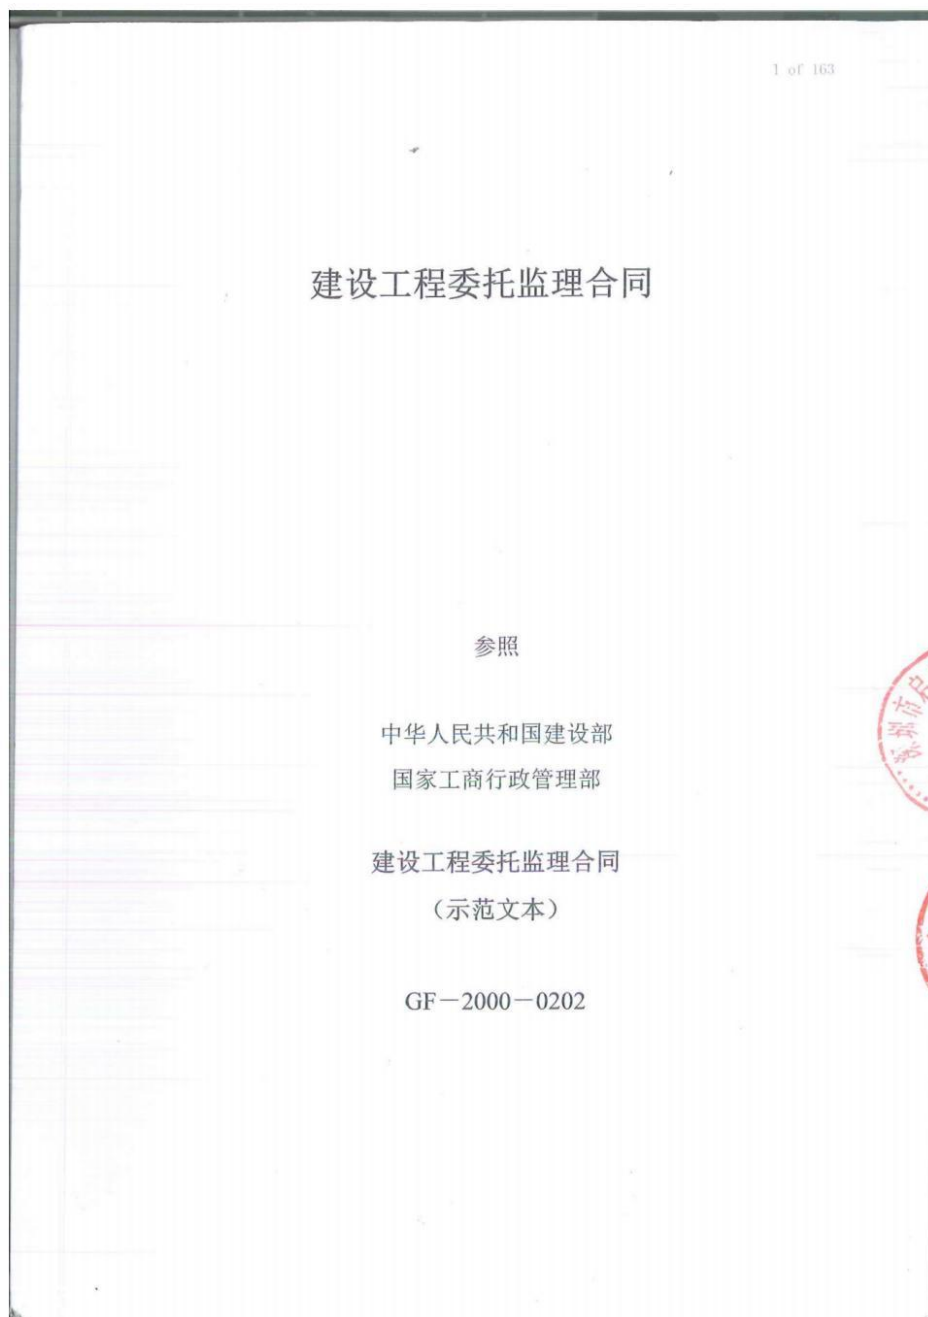 1 of 163
建设工程委托监理合同
参照
中华人民共和国建设部
国家工商行政管理部
建设工程委托监理合同
（示范文本）
GF－2000－0202